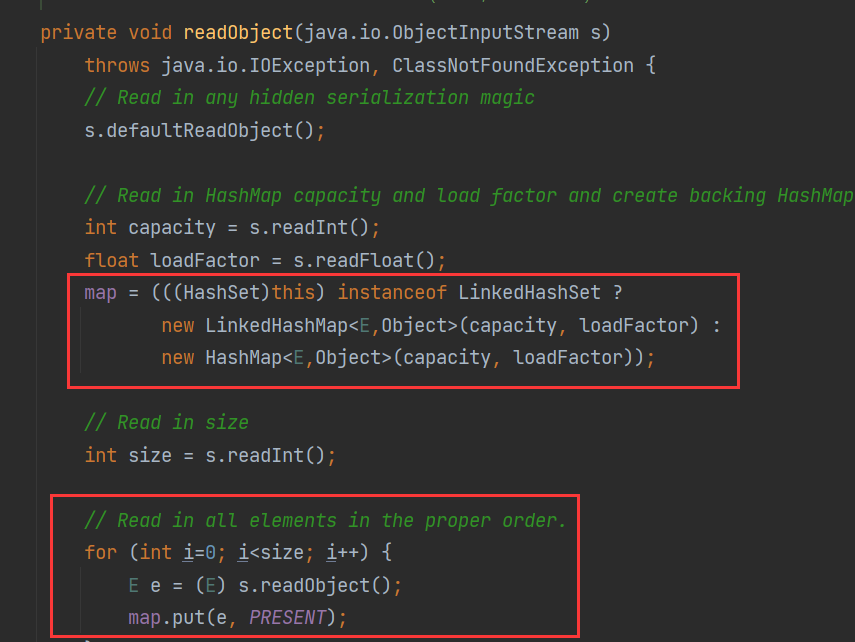 private void readObject(java.io.ObjectInputStream s)
throws java.io.IOException, ClassNotFoundException {
// Read in any hidden serialization magic
s.defaultReadObject();
// Read in HashMap capacity and load factor and create backing HashMap
int capacity = s.readInt();
float loadFactor = s.readFloat();
map = (((HashSet)this) instanceof LinkedHashSet ?
new LinkedHashMap<E,Object>(capacity, loadFactor) :
new HashMap<E,Object>(capacity, loadFactor));
// Read in size
int size = s.readInt();
// Read in all elements in the proper order.
for (int i=0; i<size; i++) {
E e = (E) s.readObject();
map.put(e, PRESENT);